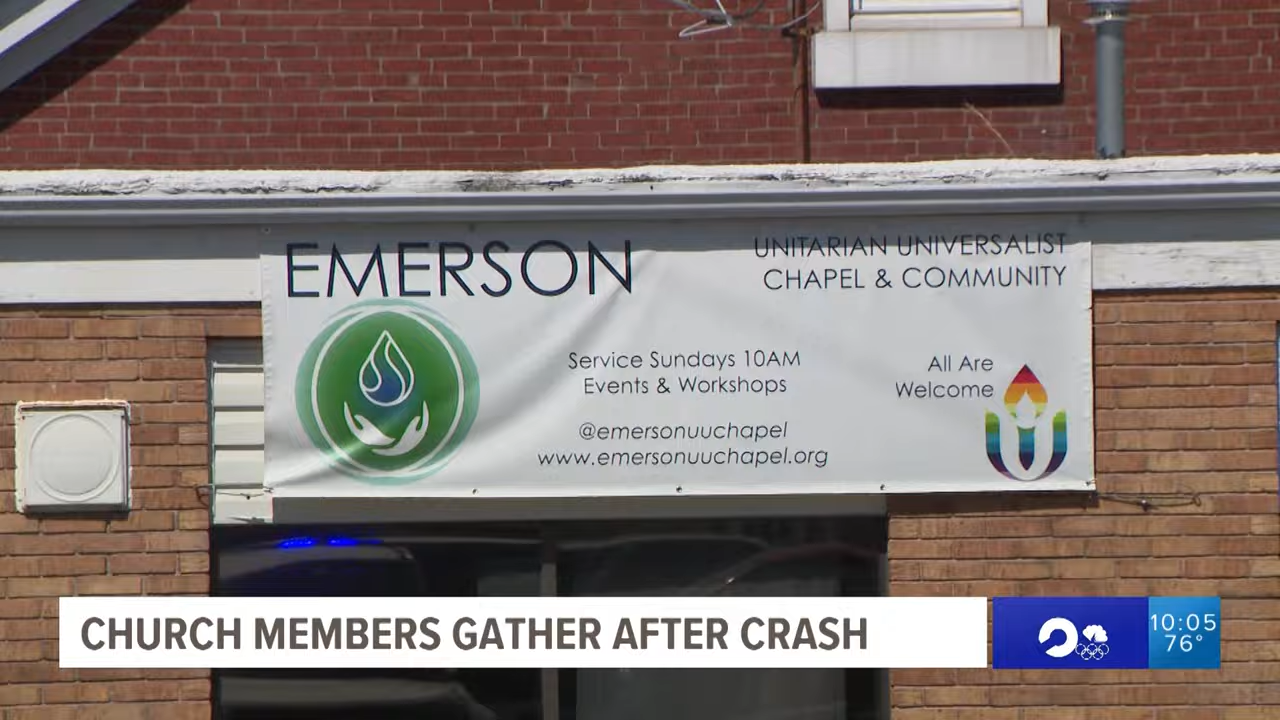 EMERSON
UNITARIAN UNIVERSALIST
CHAPEL & COMMUNITY
Service Sundays 10AM
Events & Workshops
@emersonuuchapel
www.emersonuuchapel.org
All Are
Welcome
CHURCH MEMBERS GATHER AFTER CRASH
10:05
76°